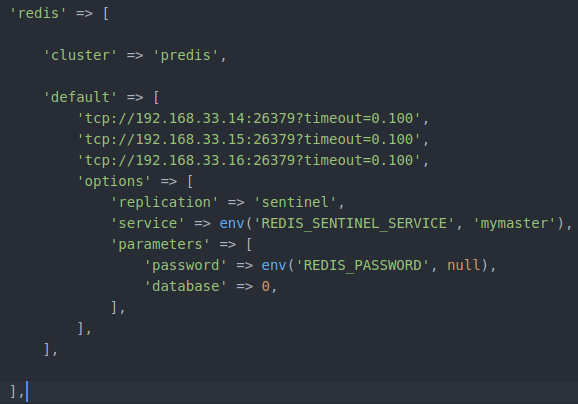 'redis' => [
'cluster' => 'predis',
'default' => [
'tcp://192.168.33.14:26379?timeout=0.100',
'tcp://192.168.33.15:26379?timeout=0.100',
'tcp://192.168.33.16:26379?timeout=0.100',
'options' => [
'replication' => 'sentinel',
'service' => env('REDIS_SENTINEL_SERVICE', 'mymaster'),
'parameters' => [
'password' => env('REDIS_PASSWORD', null),
'database' => 0,
],
],
],
],